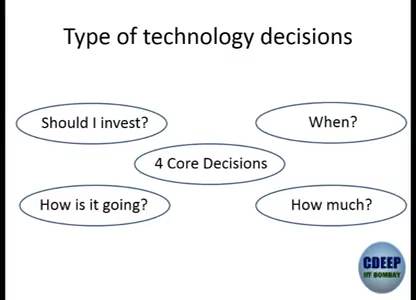 Type of technology decisions
Should I invest?
When?
4 Core Decisions
How is it going?
How much?
CDEEP
IIT BOMBAY